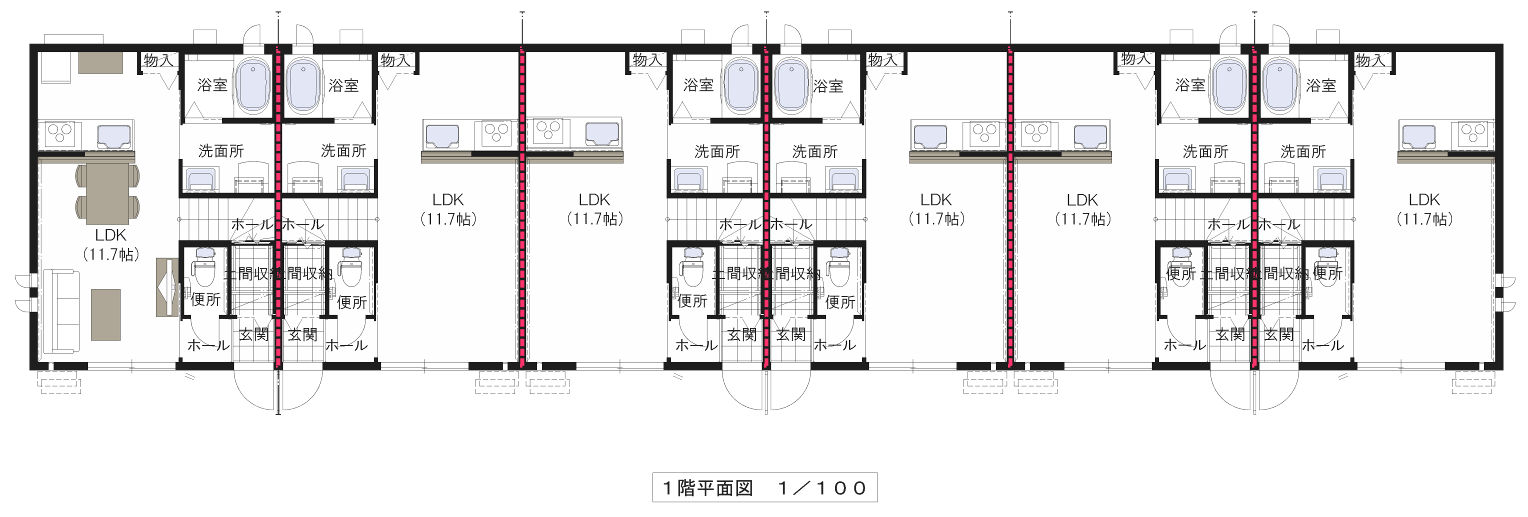 物入 物入 物入 物入 物入 物入
浴室 浴室 浴室 浴室 浴室 浴室
洗面所 洗面所 洗面所 洗面所 洗面所 洗面所
LDK LDK LDK LDK LDK
(11.7帖) (11.7帖) (11.7帖) (11.7帖) (11.7帖)
ホール ホール ホール ホール ホール ホール
LDK
(11.7帖)
土間収納 土間収納 土間収納 土間収納 便所 土間収納 土間収納 便所
便所 便所 便所 便所
玄関 玄関 玄関 玄関 玄関 玄関
ホール ホール ホール ホール ホール ホール
１階平面図　１／１００